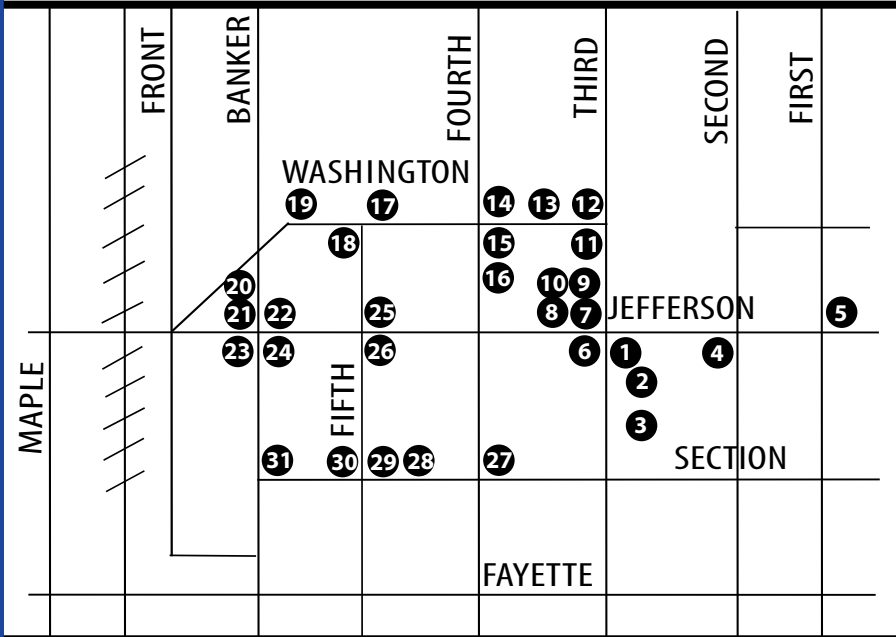 FRONT
BANKER
FOURTH
THIRD
SECOND
FIRST
WASHINGTON
19 17 14 13 12
18 15 11
20 16 10 9
21 22 25 8 7 JEFFERSON 5
23 24 26 6 1 4
2
MAPLE
FIFTH
3
31 30 29 28 27 SECTION
FAYETTE